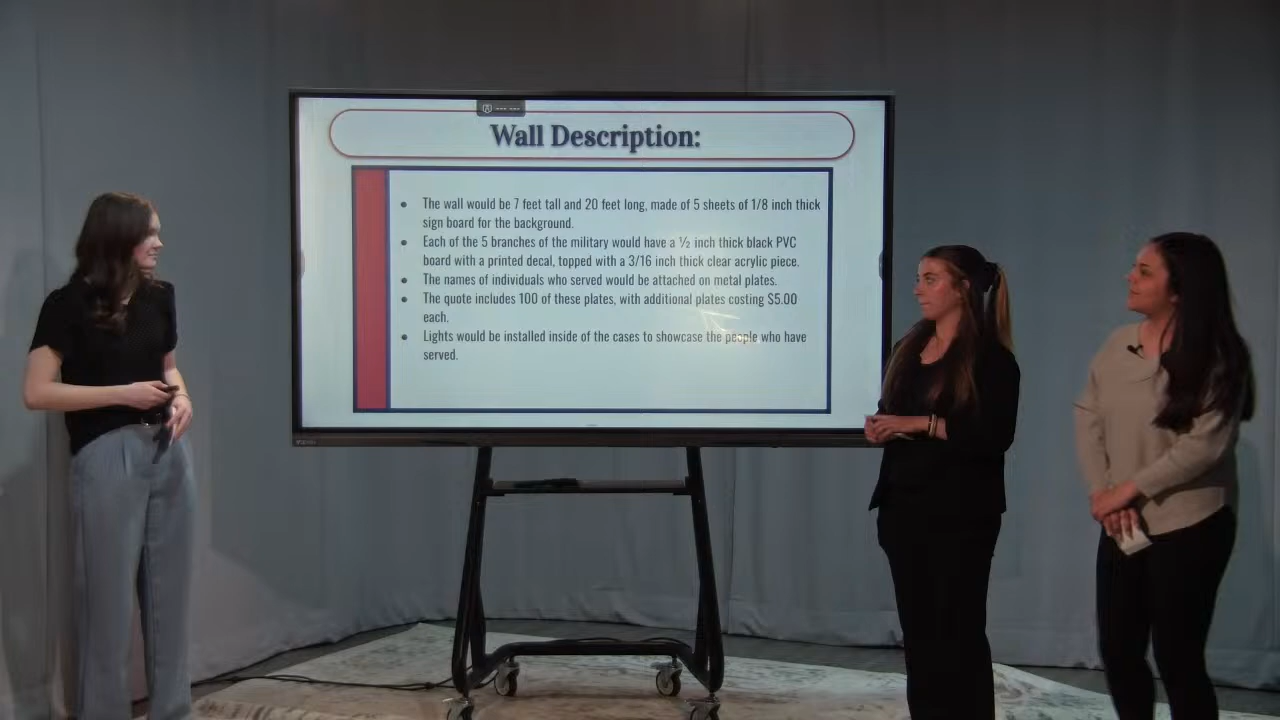 Wall Description:
The wall would be 7 feet tall and 20 feet long, made of 5 sheets of 1/8 inch thick
sign board for the background.
Each of the 5 branches of the military would have a ½ inch thick black PVC
board with a printed decal, topped with a 3/16 inch thick clear acrylic piece.
The names of individuals who served would be attached on metal plates.
The quote includes 100 of these plates, with additional plates costing $5.00
each.
Lights would be installed inside of the cases to showcase the people who have
served.